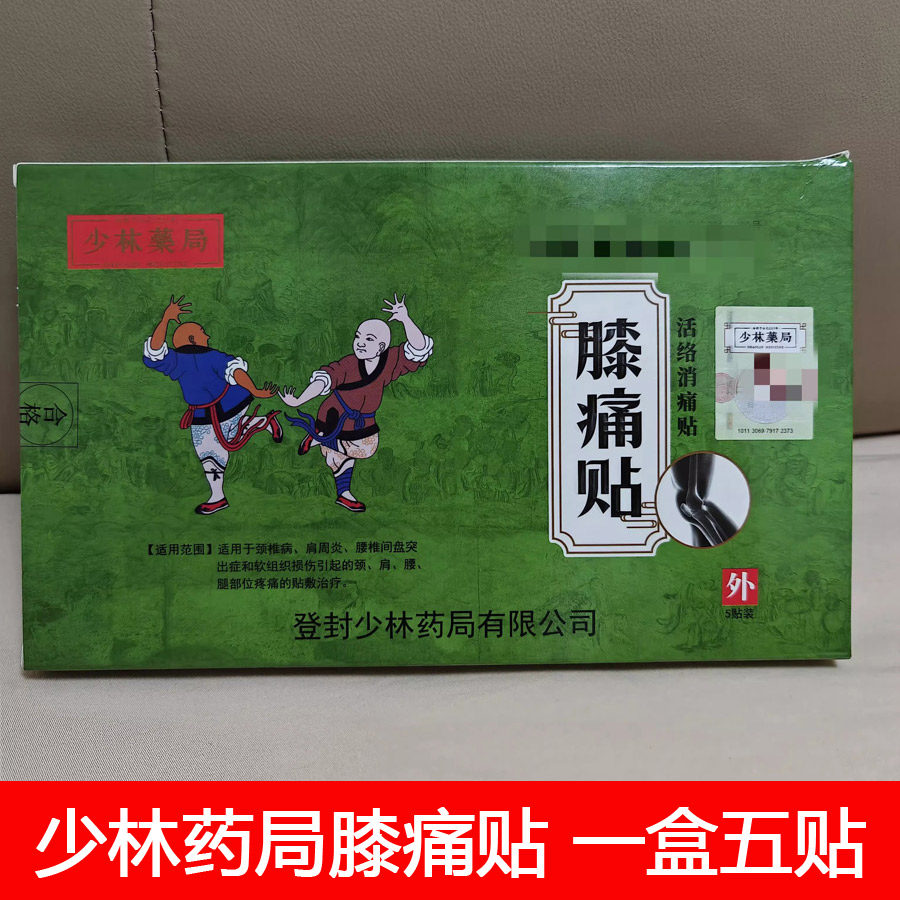 少林藥局
合格
膝痛贴
活络消痛贴
少林藥局
1011 3069 7917 2373
【适用范围】适用于颈椎病、肩周炎、腰椎间盘突
出症和软组织损伤引起的颈、肩、腰、
腿部位疼痛的贴敷治疗。
外
5贴装
登封少林药局有限公司
少林药局膝痛贴 一盒五贴